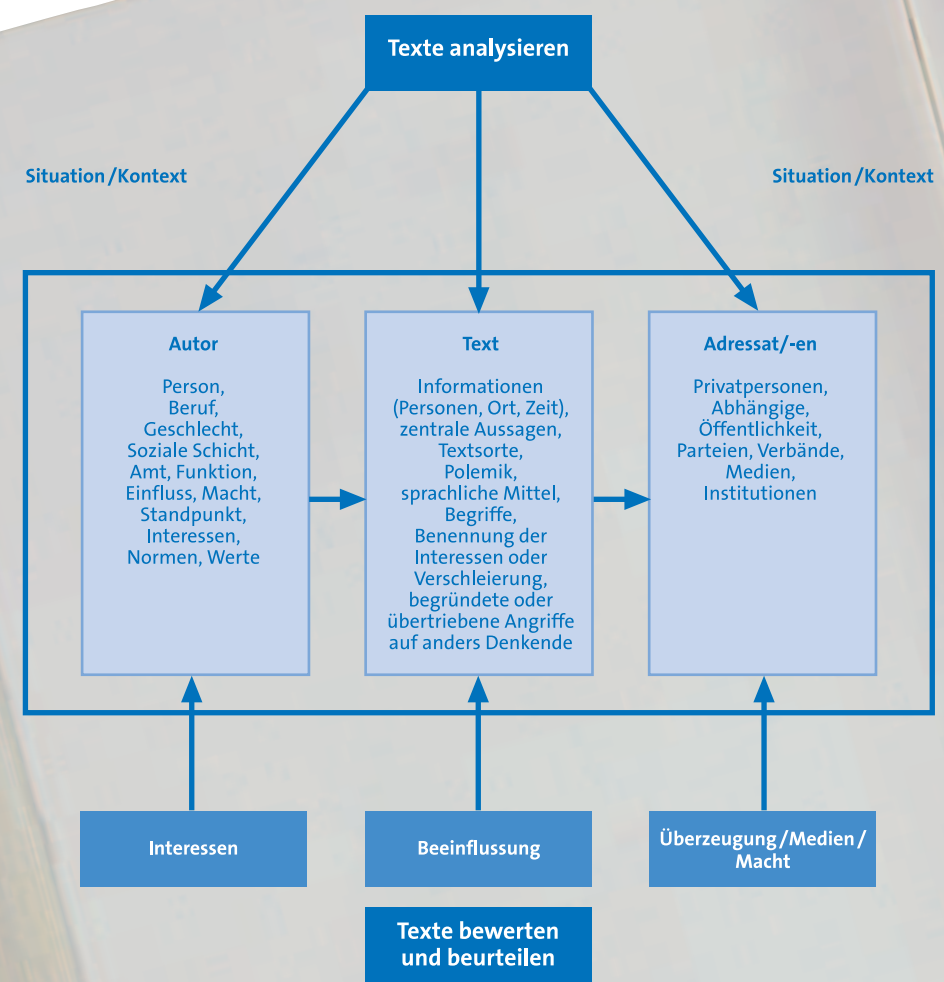 Texte analysieren
Situation/Kontext
Situation/Kontext
Autor
Person,
Beruf,
Geschlecht,
Soziale Schicht,
Amt, Funktion,
Einfluss, Macht,
Standpunkt,
Interessen,
Normen, Werte
Text
Informationen
(Personen, Ort, Zeit),
zentrale Aussagen,
Textsorte,
Polemik,
sprachliche Mittel,
Begriffe,
Benennung der
Interessen oder
Verschleierung,
begründete oder
übertriebene Angriffe
auf anders Denkende
Adressat/-en
Privatpersonen,
Abhängige,
Öffentlichkeit,
Parteien, Verbände,
Medien,
Institutionen
Interessen
Beeinflussung
Überzeugung/Medien/
Macht
Texte bewerten
und beurteilen